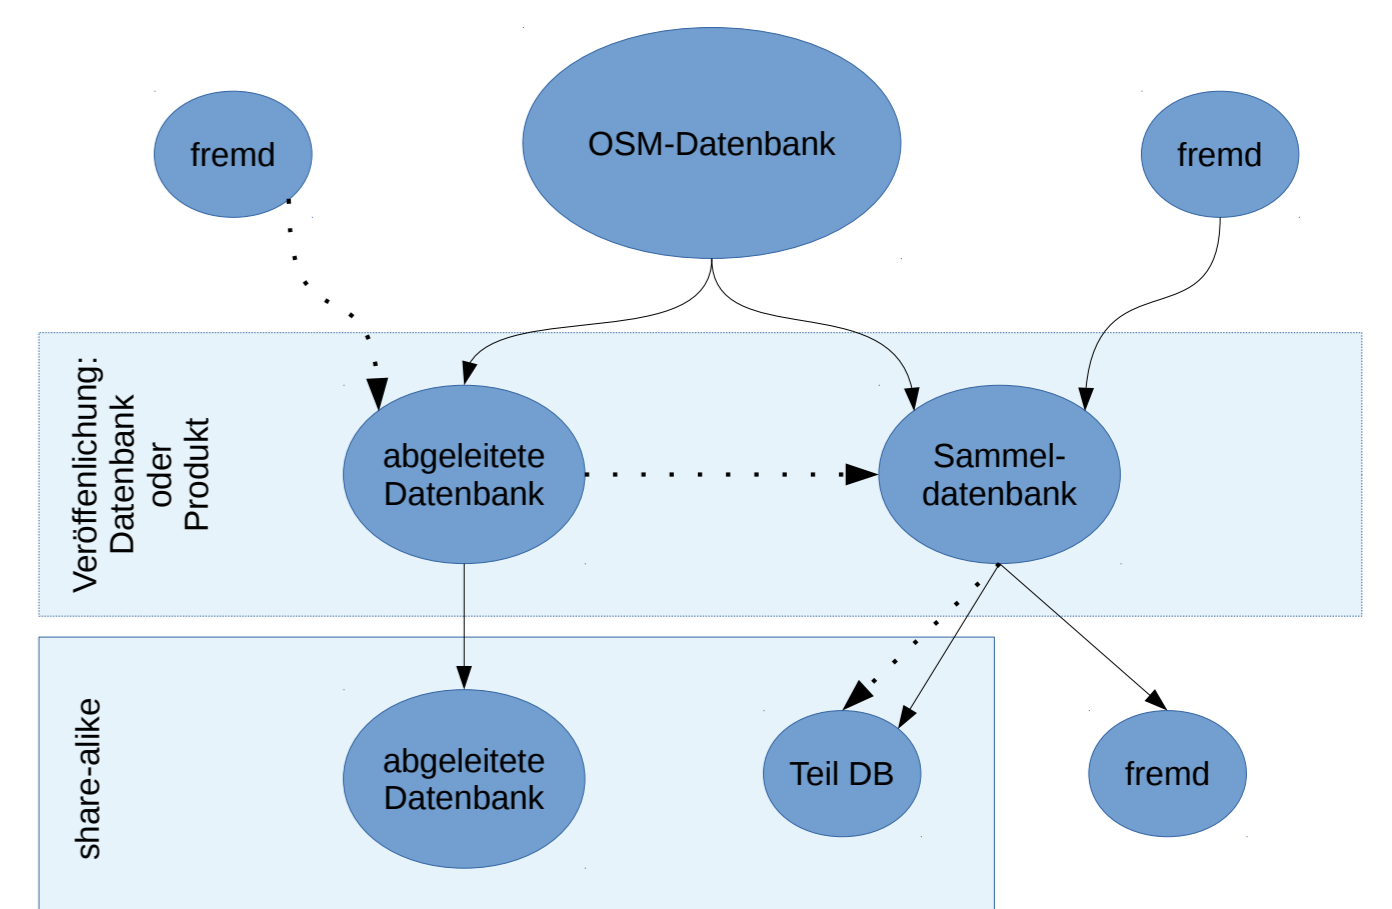 fremd
OSM-Datenbank
fremd
Veröffenlichung:
Datenbank
oder
Produkt
abgeleitete
Datenbank
Sammel-
datenbank
share-alike
abgeleitete
Datenbank
Teil DB
fremd